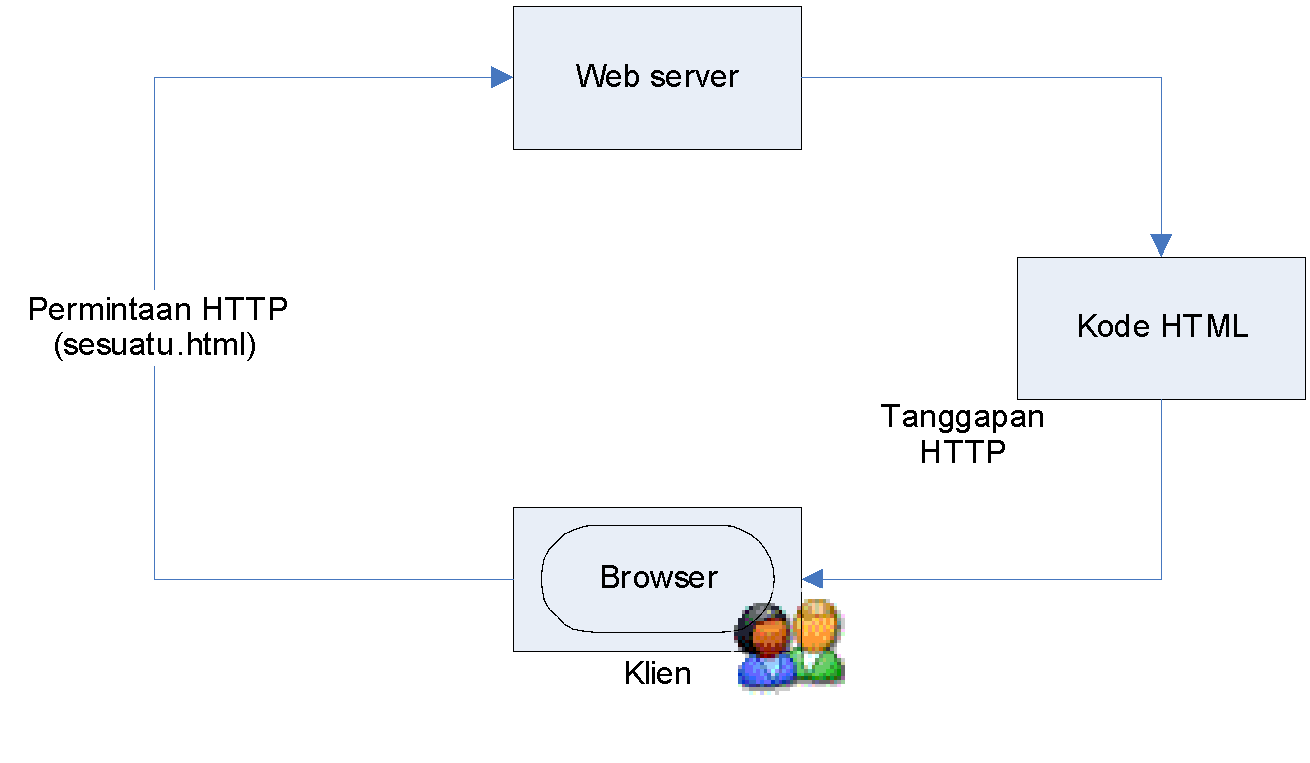 Web server
Permintaan HTTP
(sesuatu.html)
Kode HTML
Tanggapan
HTTP
Browser
Klien